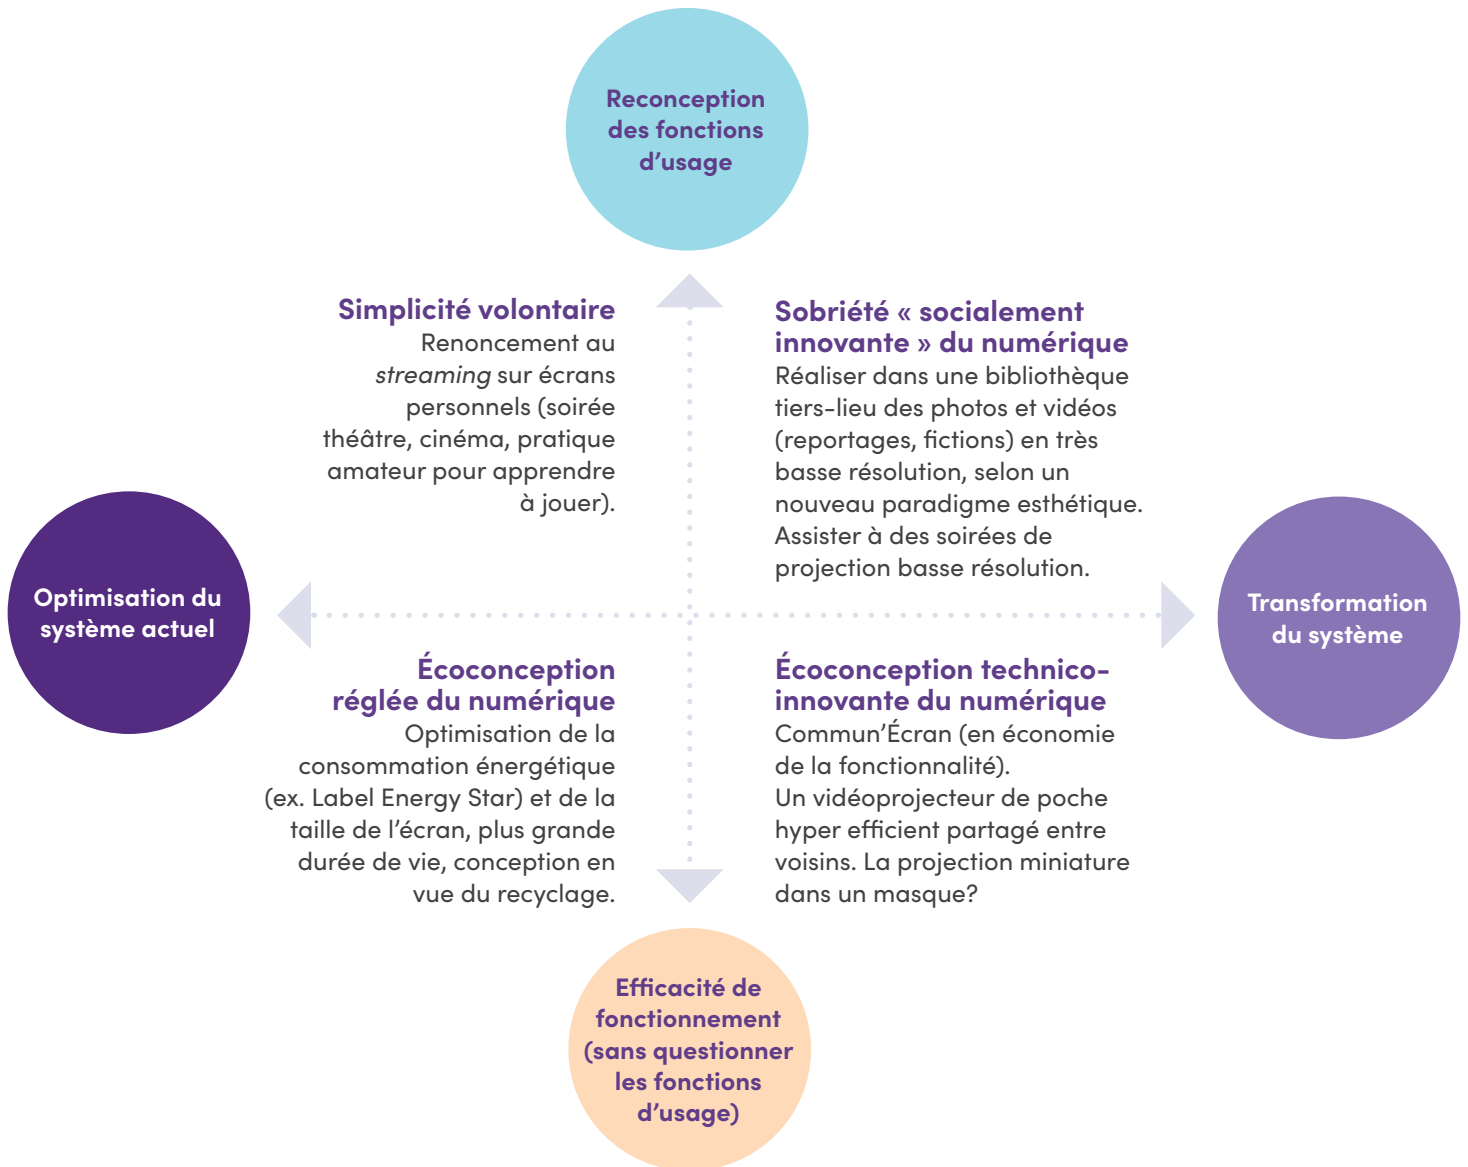 Reconception
des fonctions
d’usage
Simplicité volontaire
Renoncement au
streaming sur écrans
personnels (soirée
théâtre, cinéma, pratique
amateur pour apprendre
à jouer).
Sobriété « socialement
innovante » du numérique
Réaliser dans une bibliothèque
tiers-lieu des photos et vidéos
(reportages, fictions) en très
basse résolution, selon un
nouveau paradigme esthétique.
Assister à des soirées de
projection basse résolution.
Optimisation du
système actuel
Transformation
du système
Écoconception
réglée du numérique
Optimisation de la
consommation énergétique
(ex. Label Energy Star) et de la
taille de l’écran, plus grande
durée de vie, conception en
vue du recyclage.
Écoconception technico-
innovante du numérique
Commun’Écran (en économie
de la fonctionnalité).
Un vidéoprojecteur de poche
hyper efficient partagé entre
voisins. La projection miniature
dans un masque?
Efficacité de
fonctionnement
(sans questionner
les fonctions
d’usage)